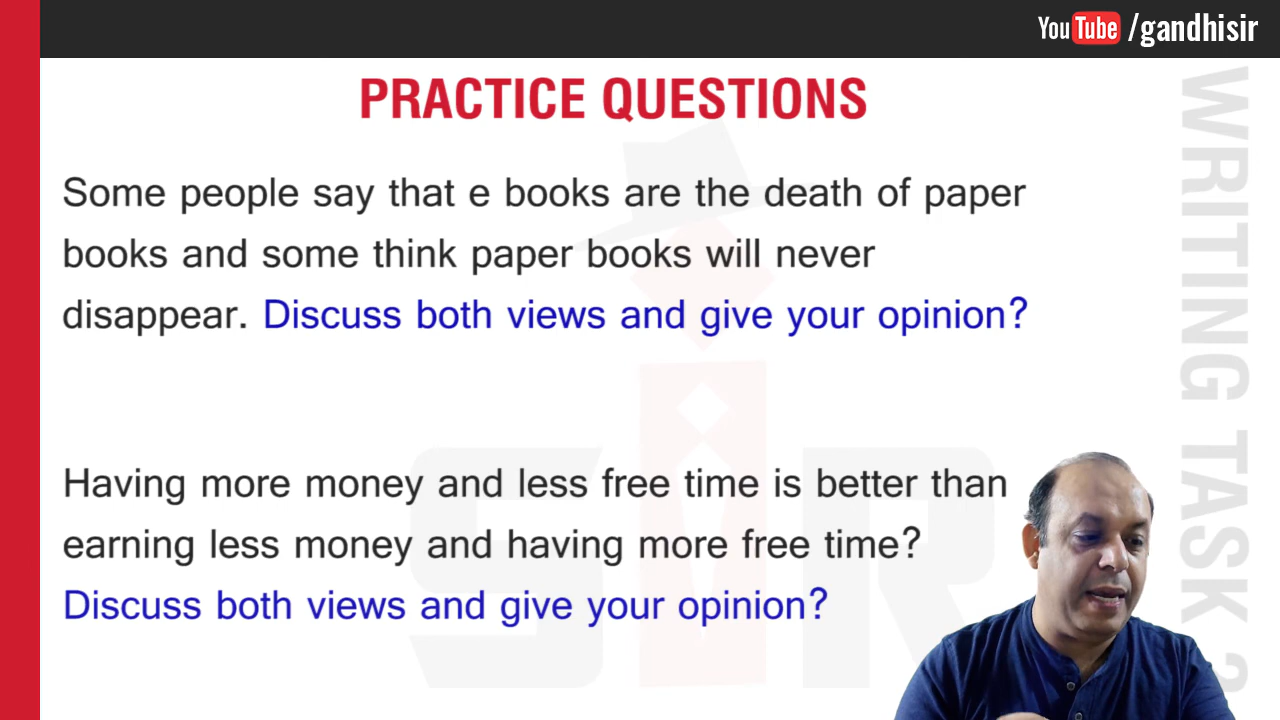 YouTube /gandhisir
PRACTICE QUESTIONS
Some people say that e books are the death of paper
books and some think paper books will never
disappear. Discuss both views and give your opinion?
Having more money and less free time is better than
earning less money and having more free time?
Discuss both views and give your opinion?
WRITING TASK 2
SIR